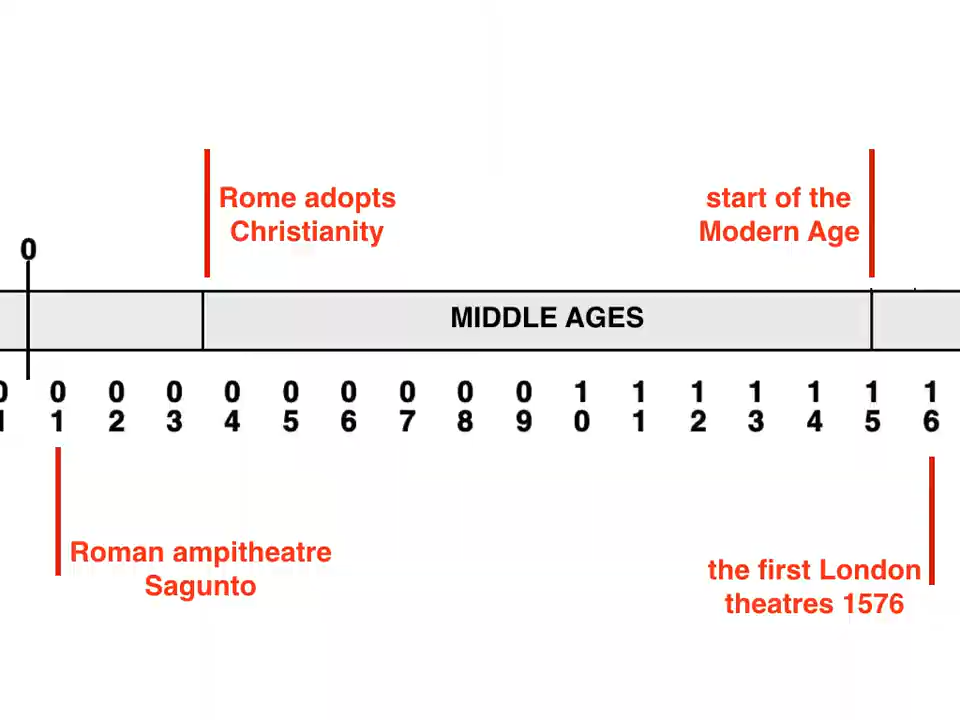 Rome adopts
Christianity
start of the
Modern Age
0
MIDDLE AGES
0 0 0 0 0 0 0 0 0 0 1 1 1 1 1 1 1
1 1 2 3 4 5 6 7 8 9 0 1 2 3 4 5 6
Roman ampitheatre
Sagunto
the first London
theatres 1576